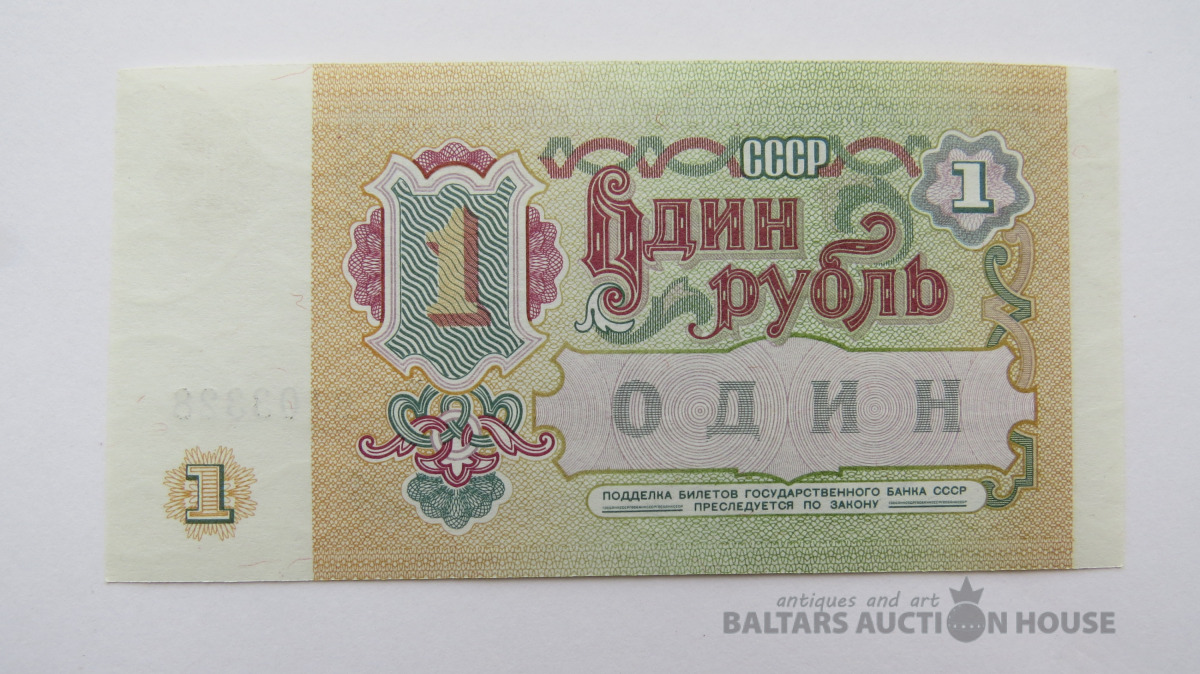 СССР
1
Один
рубль
1
ОДИН
ПОДДЕЛКА БИЛЕТОВ ГОСУДАРСТВЕННОГО БАНКА СССР
ПРЕСЛЕДУЕТСЯ ПО ЗАКОНУ
1
antiques and art
BALTARS AUCTION HOUSE